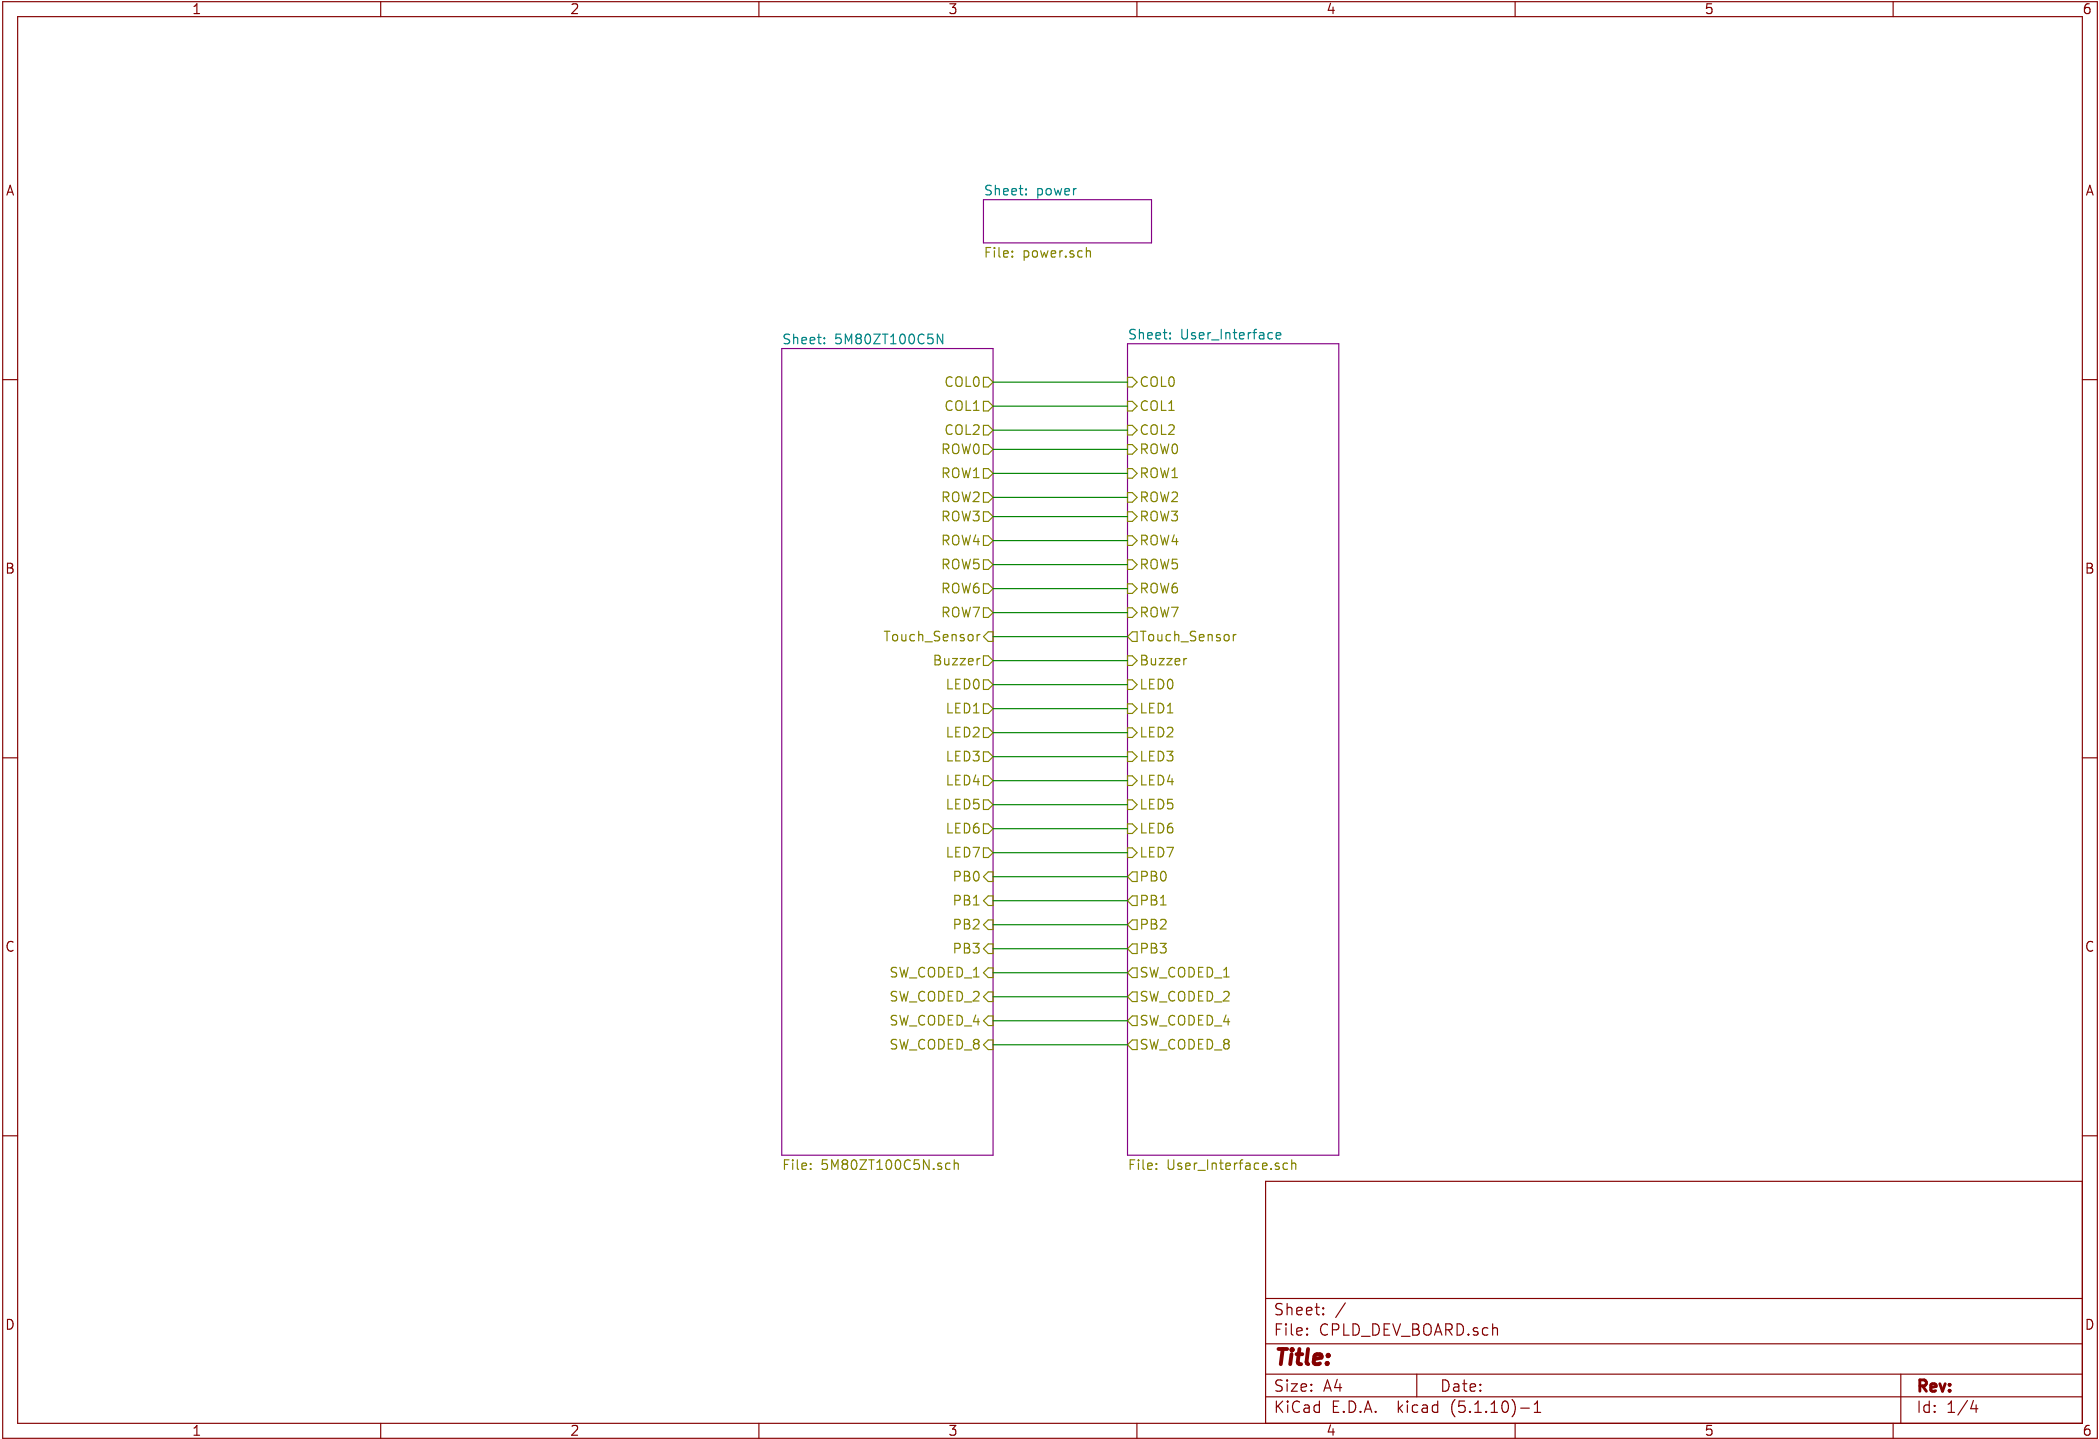 1 2 3 4 5 6
A A
Sheet: power
File: power.sch
Sheet: 5M80ZT100C5N
Sheet: User_Interface
COL0 COL0
COL1 COL1
COL2 COL2
ROW0 ROW0
ROW1 ROW1
ROW2 ROW2
ROW3 ROW3
ROW4 ROW4
ROW5 ROW5
B B
ROW6 ROW6
ROW7 ROW7
Touch_Sensor Touch_Sensor
Buzzer Buzzer
LED0 LED0
LED1 LED1
LED2 LED2
LED3 LED3
LED4 LED4
LED5 LED5
LED6 LED6
LED7 LED7
PB0 PB0
PB1 PB1
PB2 PB2
PB3 PB3
C C
SW_CODED_1 SW_CODED_1
SW_CODED_2 SW_CODED_2
SW_CODED_4 SW_CODED_4
SW_CODED_8 SW_CODED_8
File: 5M80ZT100C5N.sch
File: User_Interface.sch
Sheet: /
D D
File: CPLD_DEV_BOARD.sch
Title:
Size: A4 Date: Rev:
KiCad E.D.A. kicad (5.1.10)-1 Id: 1/4
1 2 3 4 5 6